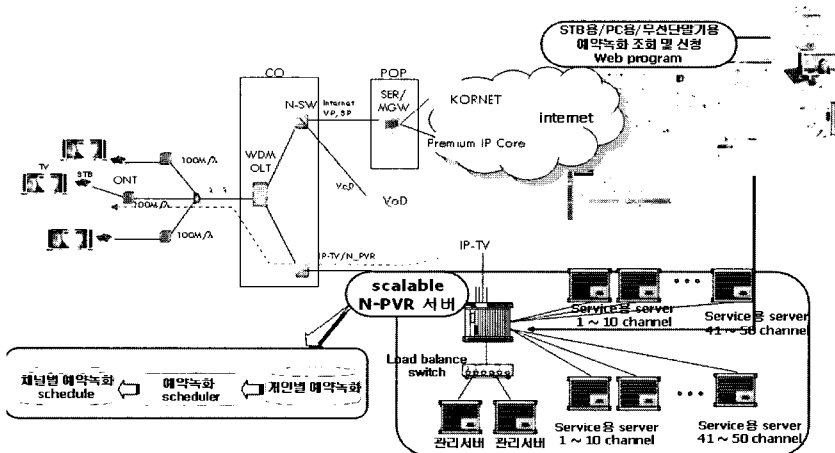 STB용/PC용/무선단말기용
예약녹화 조회 및 신청
Web program
CO
POP
SER/
MGW
KORNET
internet
Premium IP Core
N-SW
Internet
VP, SP
WDM
OLT
VoD
VoD
TV
STB
ONT
100M/λ
100M/λ
100M/λ
IP-TV/N_PVR
IP-TV
scalable
N-PVR 서버
Service용 server
1 ~ 10 channel
Service용 server
41 ~ 50 channel
Load balance
switch
채널별 예약녹화
schedule
예약녹화
scheduler
개인별 예약녹화
관리서버
관리서버
Service용 server
1 ~ 10 channel
Service용 server
41 ~ 50 channel